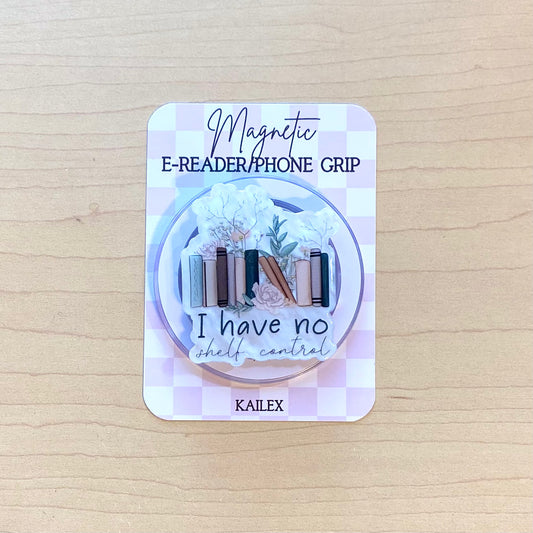 Magnetic
E-READER/PHONE GRIP
I have no
shelf control
KAILEX